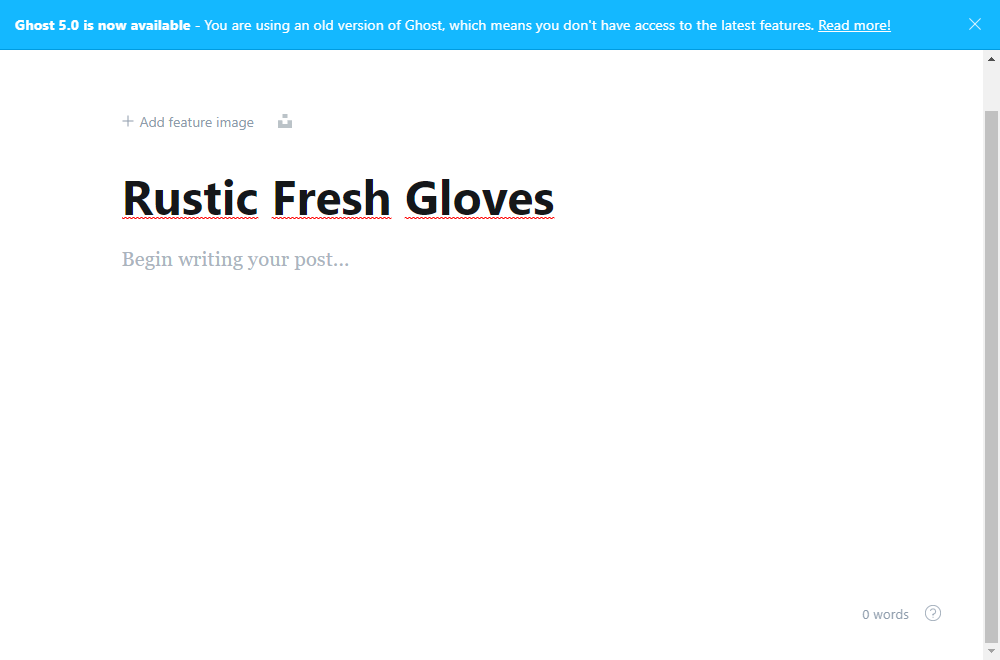 Ghost 5.0 is now available - You are using an old version of Ghost, which means you don't have access to the latest features. Read more!
Add feature image
Rustic Fresh Gloves
Begin writing your post...
0 words